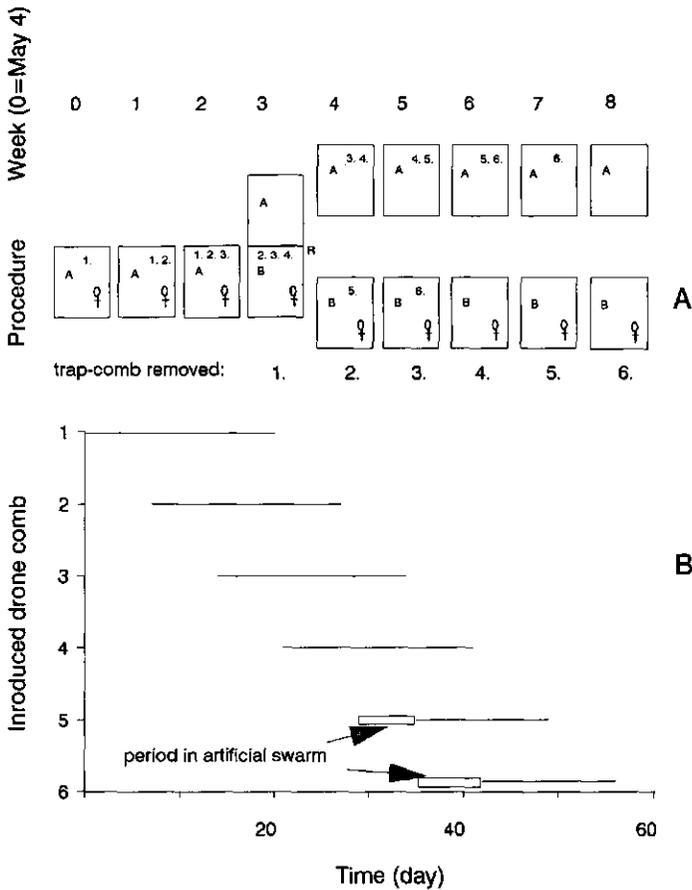 Week (0=May 4)
0 1 2 3 4 5 6 7 8
3. 4. 4. 5. 5. 6. 6.
A A A A A
A
Procedure
R
1. 1. 2. 1. 2. 3. 2. 3. 4.
A A A B
♀ ♀ ♀ ♀
A
5. 6.
B B B B B
♀ ♀ ♀ ♀ ♀
trap-comb removed: 1. 2. 3. 4. 5. 6.
Inroduced drone comb
1
2
3
4
5
6
B
period in artificial swarm
20 40 60
Time (day)